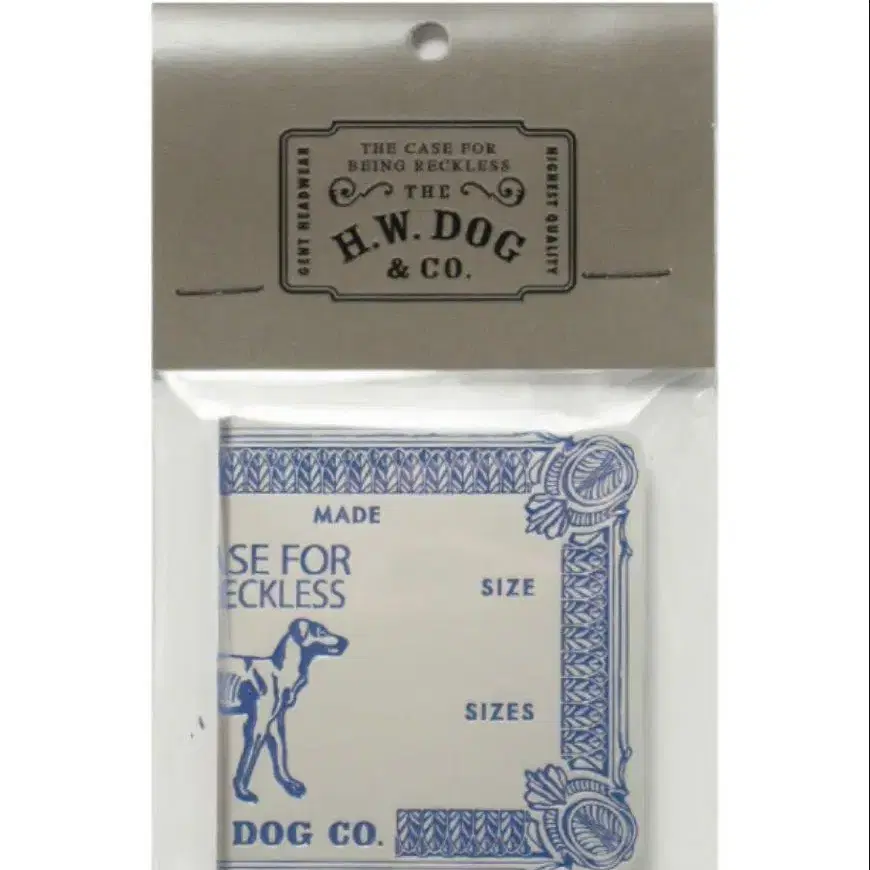 THE CASE FOR
BEING RECKLESS
THE
H.W. DOG
& CO.
GENT HEADWEAR
HIGHEST QUALITY
MADE
ASE FOR
ECKLESS
SIZE
SIZES
DOG CO.